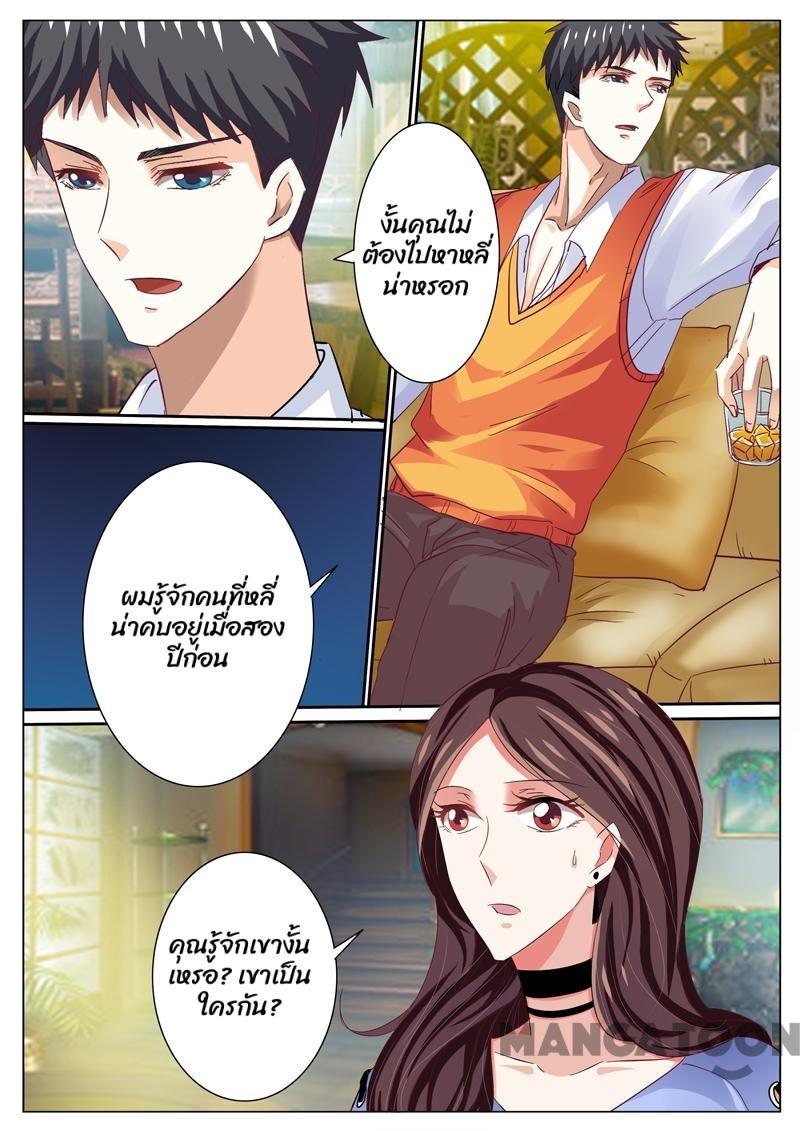 งั้นคุณไม่
ต้องไปหาหลี่
น่าหรอก
ผมรู้จักคนที่หลี่
น่าคบอยู่เมื่อสอง
ปีก่อน
คุณรู้จักเขางั้น
เหรอ? เขาเป็น
ใครกัน?
MANGATOON